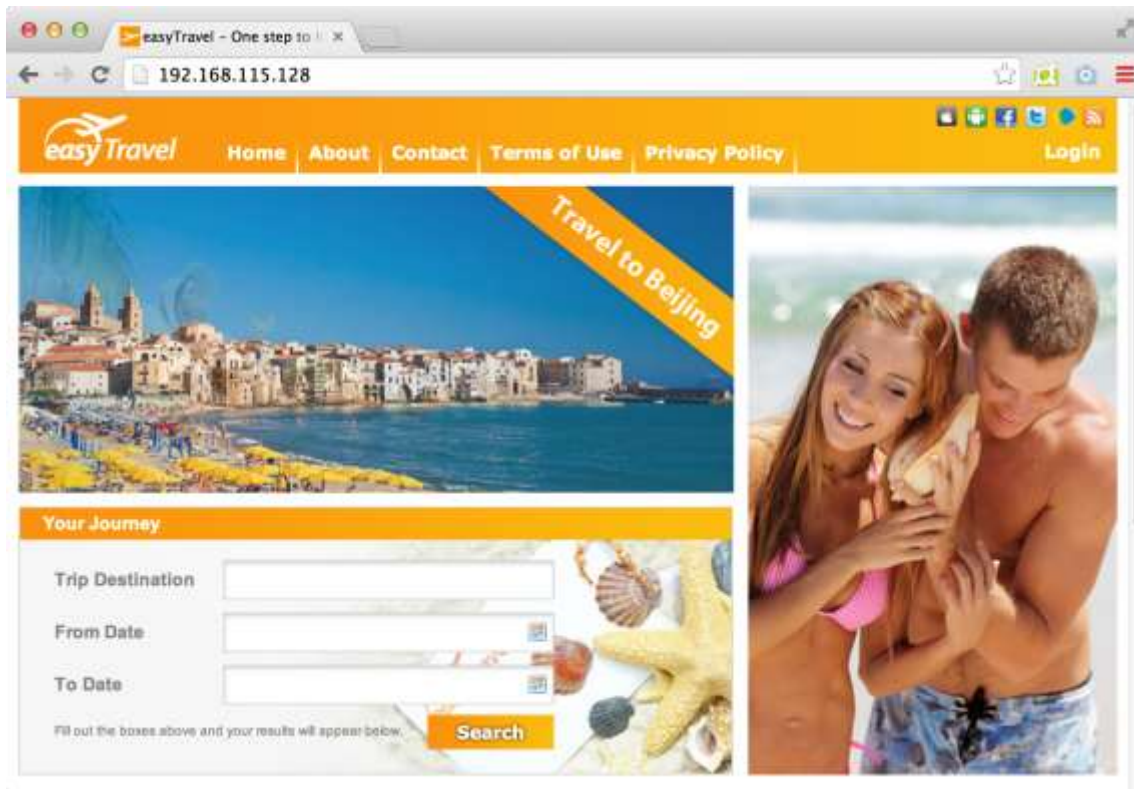 easyTravel - One step to
192.168.115.128
easyTravel
Home About Contact Terms of Use Privacy Policy
Login
Travel to Beijing
Your Journey
Trip Destination
From Date
To Date
Fill out the boxes above and your results will appear below.
Search